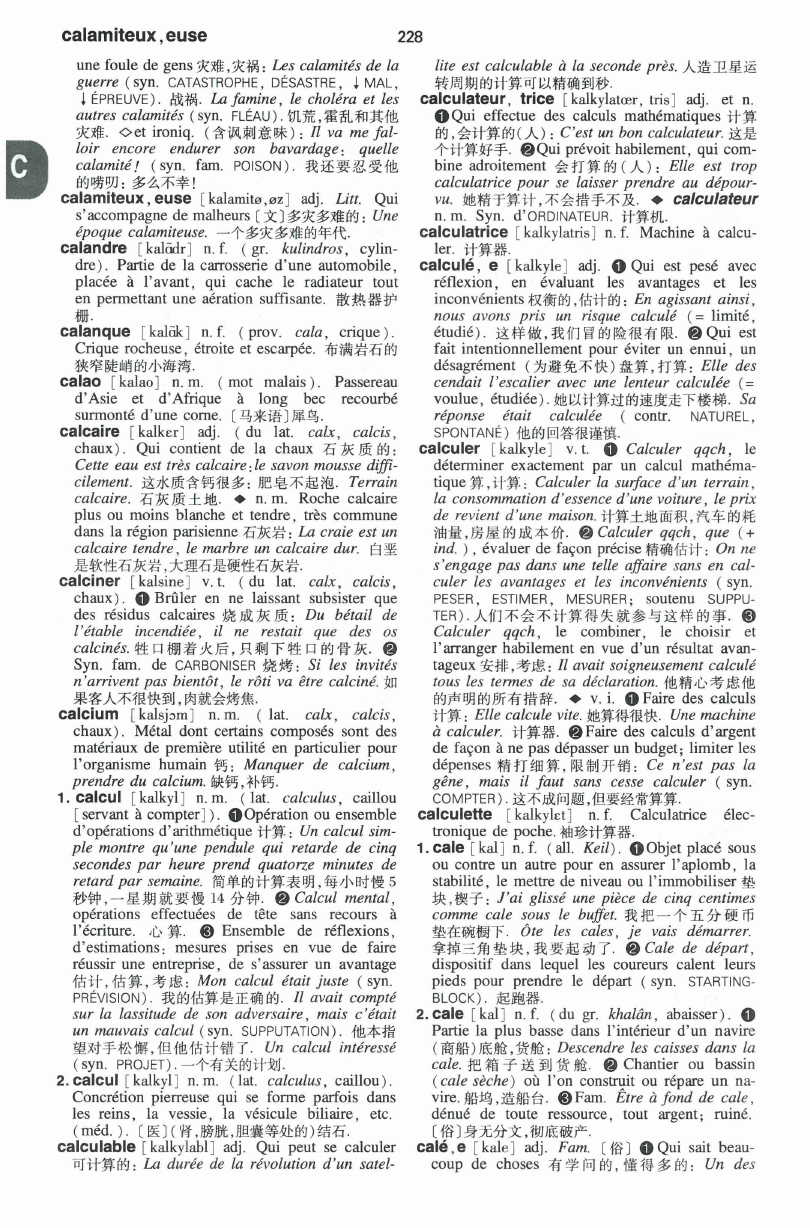 calamiteux, euse
228
une foule de gens 灾难,灾祸: Les calamités de la
guerre (syn. CATASTROPHE, DÉSASTRE, ↓ MAL,
↓ ÉPREUVE). 战祸. La famine, le choléra et les
autres calamités (syn. FLÉAU). 饥荒,霍乱和其他
灾难. ◇et ironiq. (含讽刺意味): Il va me fal-
loir encore endurer son bavardage: quelle
calamité! (syn. fam. POISON). 我还要忍受他
的唠叨: 多么不幸!
calamiteux, euse [kalamitø,øz] adj. Litt. Qui
s'accompagne de malheurs [文]多灾多难的: Une
époque calamiteuse. 一个多灾多难的年代.
calandre [kalɑ̃dr] n. f. (gr. kulindros, cylin-
dre). Partie de la carrosserie d'une automobile,
placée à l'avant, qui cache le radiateur tout
en permettant une aération suffisante. 散热器护
栅.
calanque [kalɑ̃k] n. f. (prov. cala, crique).
Crique rocheuse, étroite et escarpée. 布满岩石的
狭窄陡峭的小海湾.
calao [kalao] n. m. (mot malais). Passereau
d'Asie et d'Afrique à long bec recourbé
surmonté d'une corne. [马来语]犀鸟.
calcaire [kalkɛr] adj. (du lat. calx, calcis,
chaux). Qui contient de la chaux 石灰质的:
Cette eau est très calcaire: le savon mousse diffi-
cilement. 这水质含钙很多: 肥皂不起泡. Terrain
calcaire. 石灰质土地. ◆ n. m. Roche calcaire
plus ou moins blanche et tendre, très commune
dans la région parisienne 石灰岩: La craie est un
calcaire tendre, le marbre un calcaire dur. 白垩
是软性石灰岩,大理石是硬性石灰岩.
calciner [kalsine] v. t. (du lat. calx, calcis,
chaux). ❶ Brûler en ne laissant subsister que
des résidus calcaires 烧成灰质: Du bétail de
l'étable incendiée, il ne restait que des os
calcinés. 牲口棚着火后,只剩下牲口的骨灰. ❷
Syn. fam. de CARBONISER 烧烤: Si les invités
n'arrivent pas bientôt, le rôti va être calciné. 如
果客人不很快到,肉就会烤焦.
calcium [kalsjɔm] n. m. (lat. calx, calcis,
chaux). Métal dont certains composés sont des
matériaux de première utilité en particulier pour
l'organisme humain 钙: Manquer de calcium,
prendre du calcium. 缺钙,补钙.
1. calcul [kalkyl] n. m. (lat. calculus, caillou
[servant à compter]). ❶Opération ou ensemble
d'opérations d'arithmétique 计算: Un calcul sim-
ple montre qu'une pendule qui retarde de cinq
secondes par heure prend quatorze minutes de
retard par semaine. 简单的计算表明,每小时慢 5
秒钟,一星期就要慢 14 分钟. ❷ Calcul mental,
opérations effectuées de tête sans recours à
l'écriture. 心算. ❸ Ensemble de réflexions,
d'estimations; mesures prises en vue de faire
réussir une entreprise, de s'assurer un avantage
估计,估算,考虑: Mon calcul était juste (syn.
PRÉVISION). 我的估算是正确的. Il avait compté
sur la lassitude de son adversaire, mais c'était
un mauvais calcul (syn. SUPPUTATION). 他本指
望对手松懈,但他估计错了. Un calcul intéressé
(syn. PROJET). 一个有关的计划.
2. calcul [kalkyl] n. m. (lat. calculus, caillou).
Concrétion pierreuse qui se forme parfois dans
les reins, la vessie, la vésicule biliaire, etc.
(méd.). [医](肾,膀胱,胆囊等处的)结石.
calculable [kalkylabl] adj. Qui peut se calculer
可计算的: La durée de la révolution d'un satel-
lite est calculable à la seconde près. 人造卫星运
转周期的计算可以精确到秒.
calculateur, trice [kalkylatœr, tris] adj. et n.
❶Qui effectue des calculs mathématiques 计算
的,会计算的(人): C'est un bon calculateur. 这是
个计算好手. ❷Qui prévoit habilement, qui com-
bine adroitement 会打算的(人): Elle est trop
calculatrice pour se laisser prendre au dépour-
vu. 她精于算计,不会措手不及. ◆ calculateur
n. m. Syn. d'ORDINATEUR. 计算机.
calculatrice [kalkylatris] n. f. Machine à calcu-
ler. 计算器.
calculé, e [kalkyle] adj. ❶ Qui est pesé avec
réflexion, en évaluant les avantages et les
inconvénients 权衡的,估计的: En agissant ainsi,
nous avons pris un risque calculé (= limité,
étudié). 这样做,我们冒的险很有限. ❷ Qui est
fait intentionnellement pour éviter un ennui, un
désagrément (为避免不快)盘算,打算: Elle des
cendait l'escalier avec une lenteur calculée (=
voulue, étudiée). 她以计算过的速度走下楼梯. Sa
réponse était calculée (contr. NATUREL,
SPONTANÉ) 他的回答很谨慎.
calculer [kalkyle] v. t. ❶ Calculer qqch, le
déterminer exactement par un calcul mathéma-
tique 算,计算: Calculer la surface d'un terrain,
la consommation d'essence d'une voiture, le prix
de revient d'une maison. 计算土地面积,汽车的耗
油量,房屋的成本价. ❷ Calculer qqch, que (+
ind.), évaluer de façon précise 精确估计: On ne
s'engage pas dans une telle affaire sans en cal-
culer les avantages et les inconvénients (syn.
PESER, ESTIMER, MESURER; soutenu SUPPU-
TER). 人们不会不计算得失就参与这样的事. ❸
Calculer qqch, le combiner, le choisir et
l'arranger habilement en vue d'un résultat avan-
tageux 安排,考虑: Il avait soigneusement calculé
tous les termes de sa déclaration. 他精心考虑他
的声明的所有措辞. ◆ v. i. ❶Faire des calculs
计算: Elle calcule vite. 她算得很快. Une machine
à calculer. 计算器. ❷Faire des calculs d'argent
de façon à ne pas dépasser un budget; limiter les
dépenses 精打细算,限制开销: Ce n'est pas la
gêne, mais il faut sans cesse calculer (syn.
COMPTER). 这不成问题,但要经常算算.
calculette [kalkylɛt] n. f. Calculatrice élec-
tronique de poche. 袖珍计算器.
1. cale [kal] n. f. (all. Keil). ❶Objet placé sous
ou contre un autre pour en assurer l'aplomb, la
stabilité, le mettre de niveau ou l'immobiliser 垫
块,楔子: J'ai glissé une pièce de cinq centimes
comme cale sous le buffet. 我把一个五分硬币
垫在碗橱下. Ôte les cales, je vais démarrer.
拿掉三角垫块,我要起动了. ❷ Cale de départ,
dispositif dans lequel les coureurs calent leurs
pieds pour prendre le départ (syn. STARTING-
BLOCK). 起跑器.
2. cale [kal] n. f. (du gr. khalân, abaisser). ❶
Partie la plus basse dans l'intérieur d'un navire
(商船)底舱,货舱: Descendre les caisses dans la
cale. 把箱子送到货舱. ❷ Chantier ou bassin
(cale sèche) où l'on construit ou répare un na-
vire. 船坞,造船台. ❸Fam. Être à fond de cale,
dénué de toute ressource, tout argent; ruiné.
[俗]身无分文,彻底破产.
calé, e [kale] adj. Fam. [俗] ❶ Qui sait beau-
coup de choses 有学问的,懂得多的: Un des
C